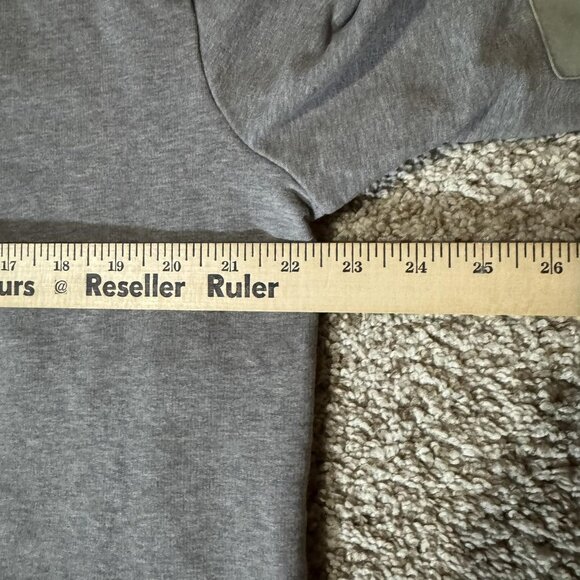 17 18 19 20 21 22 23 24 25 26
urs @ Reseller Ruler